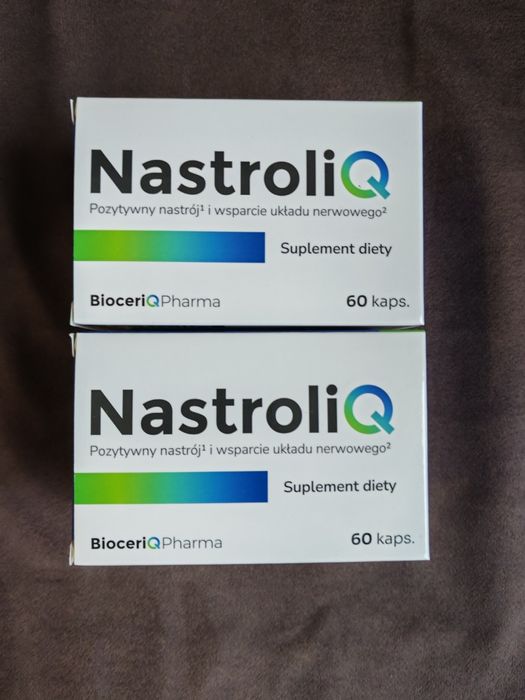 NastroliQ
Pozytywny nastrój¹ i wsparcie układu nerwowego²
Suplement diety
BioceriQPharma
60 kaps.
NastroliQ
Pozytywny nastrój¹ i wsparcie układu nerwowego²
Suplement diety
BioceriQPharma
60 kaps.